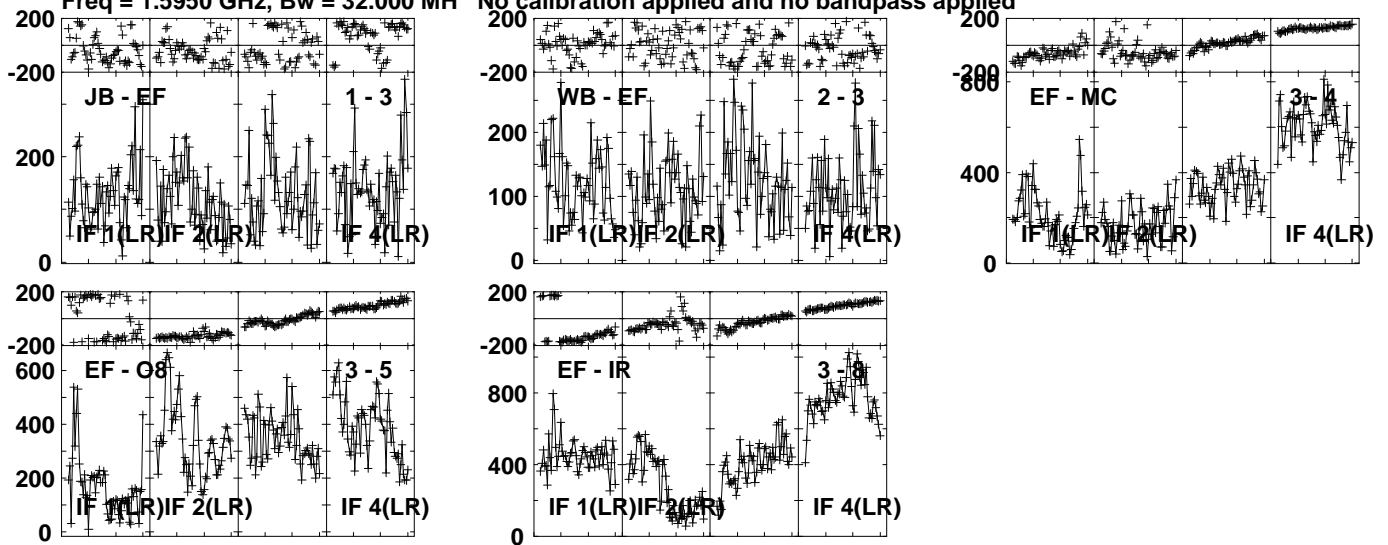 Freq = 1.5950 GHz, Bw = 32.000 MH   No calibration applied and no bandpass applied
200
-200
JB - EF 1 - 3
200
0
IF 1(LR) IF 2(LR) IF 4(LR)
WB - EF 2 - 3
200
100
0
IF 1(LR) IF 2(LR) IF 4(LR)
200
-200
800
EF - MC 3 - 4
400
0
IF 1(LR) IF 2(LR) IF 4(LR)
200
-200
EF - O8 3 - 5
600
400
200
0
IF 1(LR) IF 2(LR) IF 4(LR)
EF - IR 3 - 8
800
400
0
IF 1(LR) IF 2(LR) IF 4(LR)